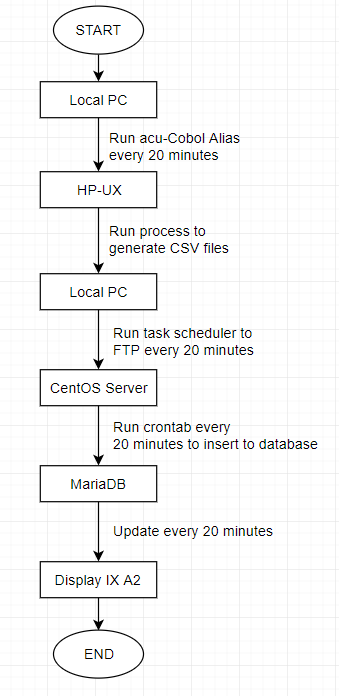 START
Local PC
Run acu-Cobol Alias
every 20 minutes
HP-UX
Run process to
generate CSV files
Local PC
Run task scheduler to
FTP every 20 minutes
CentOS Server
Run crontab every
20 minutes to insert to database
MariaDB
Update every 20 minutes
Display IX A2
END